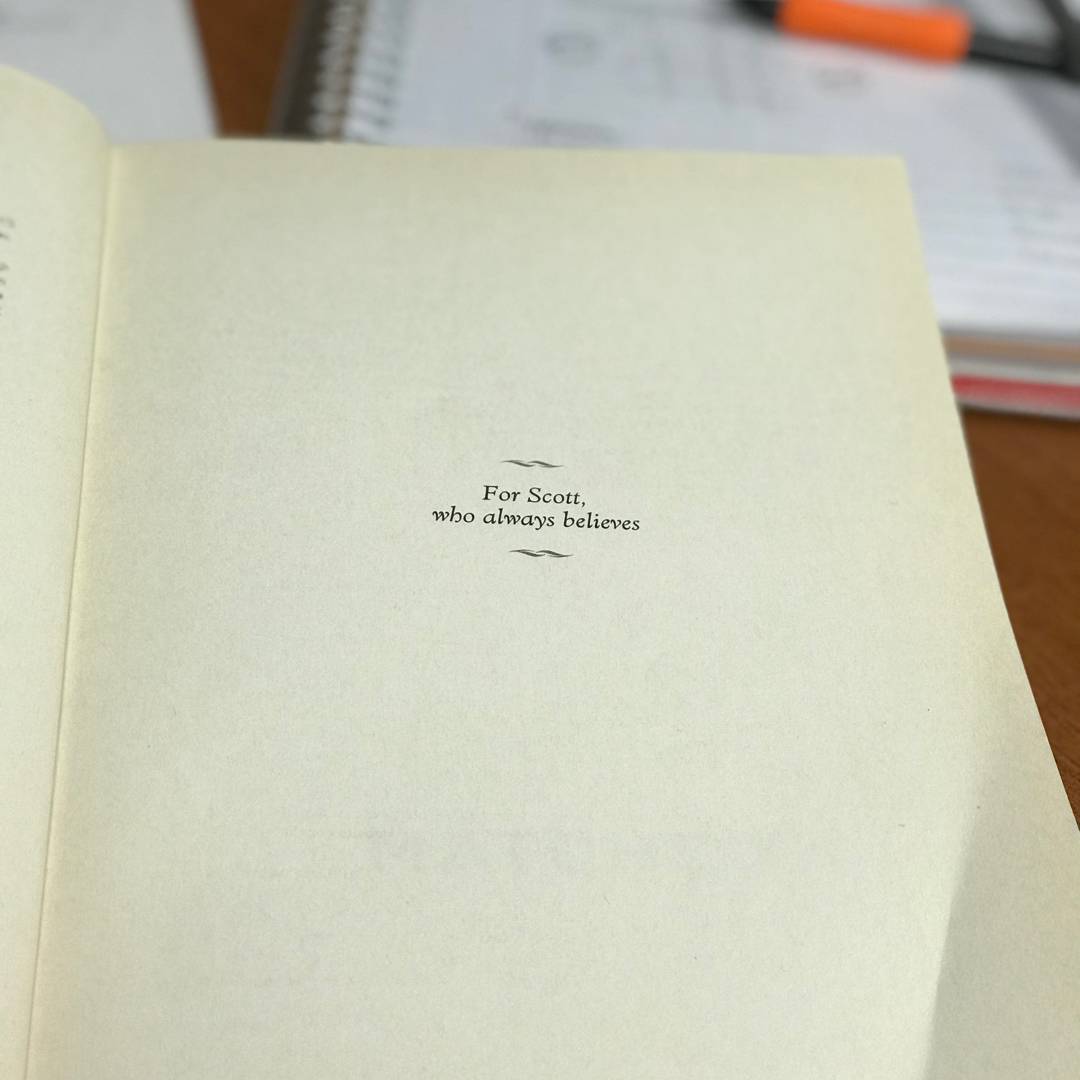 For Scott,
who always believes